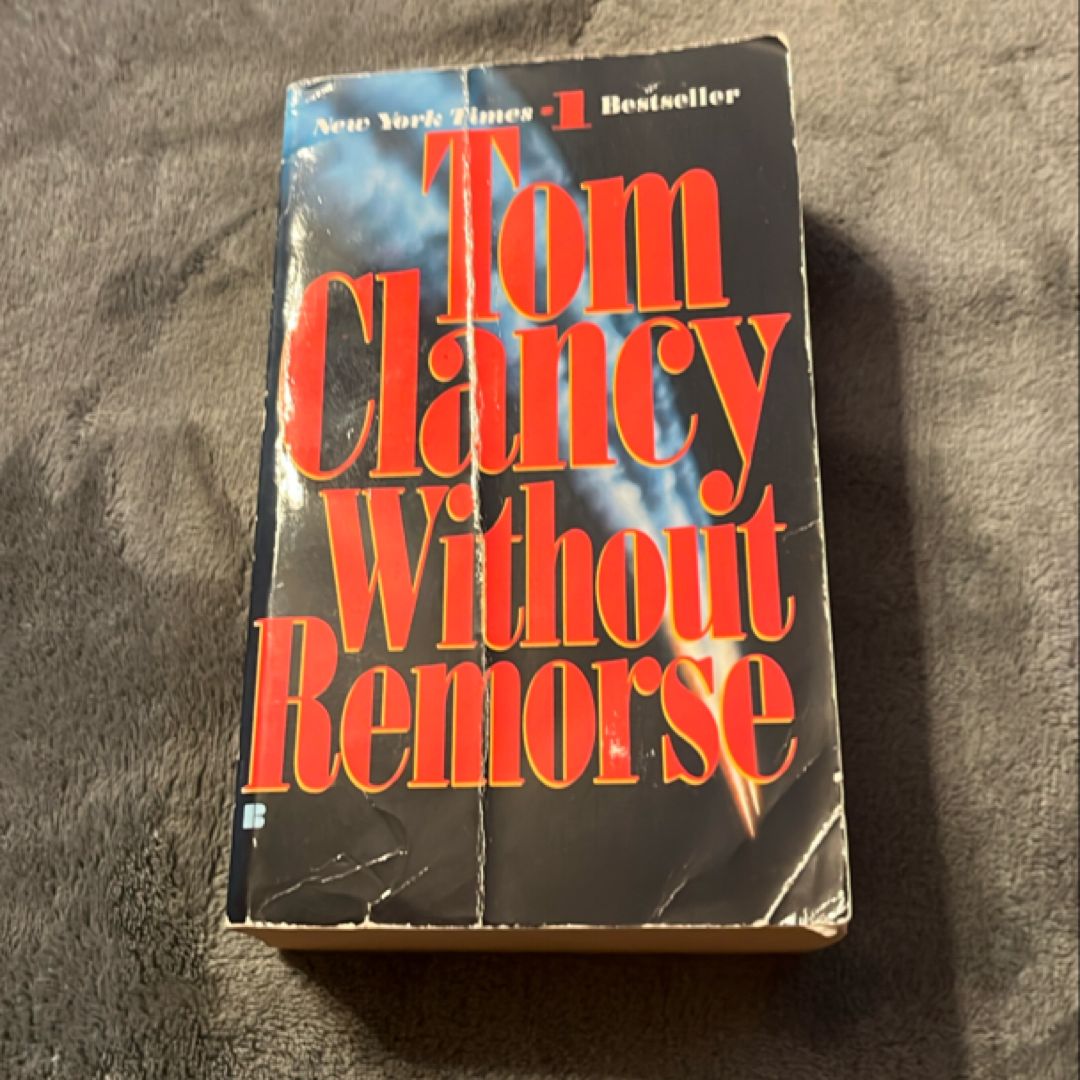 New York Times #1 Bestseller
Tom
Clancy
Without
Remorse
B